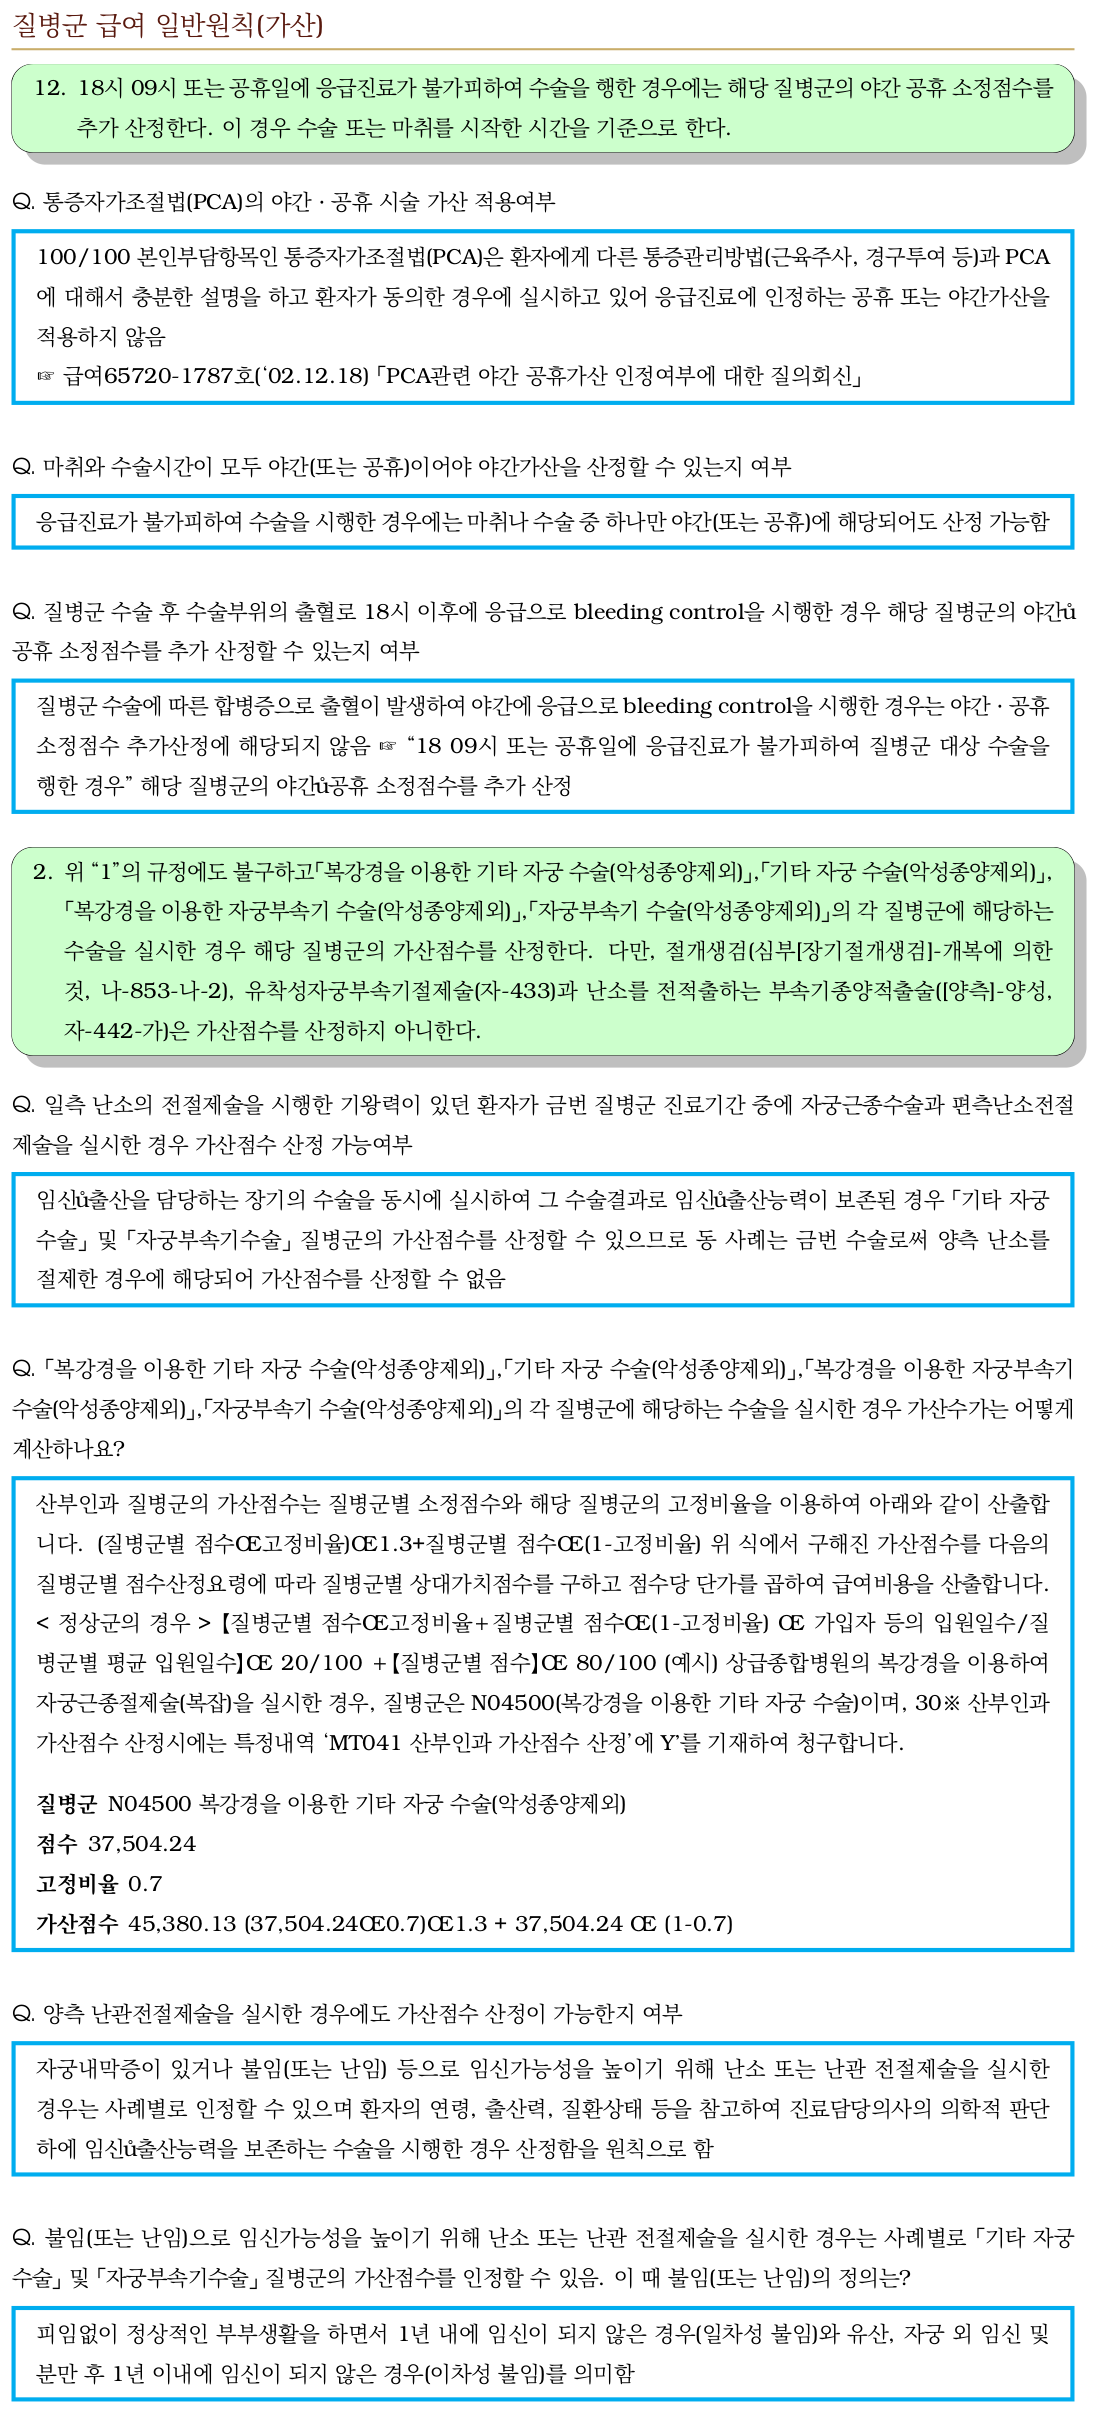 질병군 급여 일반원칙(가산)
12. 18시 09시 또는 공휴일에 응급진료가 불가피하여 수술을 행한 경우에는 해당 질병군의 야간 공휴 소정점수를
추가 산정한다. 이 경우 수술 또는 마취를 시작한 시간을 기준으로 한다.
Q. 통증자가조절법(PCA)의 야간 · 공휴 시술 가산 적용여부
100/100 본인부담항목인 통증자가조절법(PCA)은 환자에게 다른 통증관리방법(근육주사, 경구투여 등)과 PCA
에 대해서 충분한 설명을 하고 환자가 동의한 경우에 실시하고 있어 응급진료에 인정하는 공휴 또는 야간가산을
적용하지 않음
☞ 급여65720-1787호(‘02.12.18) 「PCA관련 야간 공휴가산 인정여부에 대한 질의회신」
Q. 마취와 수술시간이 모두 야간(또는 공휴)이어야 야간가산을 산정할 수 있는지 여부
응급진료가 불가피하여 수술을 시행한 경우에는 마취나 수술 중 하나만 야간(또는 공휴)에 해당되어도 산정 가능함
Q. 질병군 수술 후 수술부위의 출혈로 18시 이후에 응급으로 bleeding control을 시행한 경우 해당 질병군의 야간ů
공휴 소정점수를 추가 산정할 수 있는지 여부
질병군 수술에 따른 합병증으로 출혈이 발생하여 야간에 응급으로 bleeding control을 시행한 경우는 야간 · 공휴
소정점수 추가산정에 해당되지 않음 ☞ “18 09시 또는 공휴일에 응급진료가 불가피하여 질병군 대상 수술을
행한 경우” 해당 질병군의 야간ů공휴 소정점수를 추가 산정
2. 위 “1”의 규정에도 불구하고「복강경을 이용한 기타 자궁 수술(악성종양제외)」,「기타 자궁 수술(악성종양제외)」,
「복강경을 이용한 자궁부속기 수술(악성종양제외)」,「자궁부속기 수술(악성종양제외)」의 각 질병군에 해당하는
수술을 실시한 경우 해당 질병군의 가산점수를 산정한다. 다만, 절개생검(심부[장기절개생검]-개복에 의한
것, 나-853-나-2), 유착성자궁부속기절제술(자-433)과 난소를 전적출하는 부속기종양적출술([양측]-양성,
자-442-가)은 가산점수를 산정하지 아니한다.
Q. 일측 난소의 전절제술을 시행한 기왕력이 있던 환자가 금번 질병군 진료기간 중에 자궁근종수술과 편측난소전절
제술을 실시한 경우 가산점수 산정 가능여부
임신ů출산을 담당하는 장기의 수술을 동시에 실시하여 그 수술결과로 임신ů출산능력이 보존된 경우 「기타 자궁
수술」 및 「자궁부속기수술」 질병군의 가산점수를 산정할 수 있으므로 동 사례는 금번 수술로써 양측 난소를
절제한 경우에 해당되어 가산점수를 산정할 수 없음
Q. 「복강경을 이용한 기타 자궁 수술(악성종양제외)」,「기타 자궁 수술(악성종양제외)」,「복강경을 이용한 자궁부속기
수술(악성종양제외)」,「자궁부속기 수술(악성종양제외)」의 각 질병군에 해당하는 수술을 실시한 경우 가산수가는 어떻게
계산하나요?
산부인과 질병군의 가산점수는 질병군별 소정점수와 해당 질병군의 고정비율을 이용하여 아래와 같이 산출합
니다. (질병군별 점수Œ고정비율)Œ1.3+질병군별 점수Œ(1-고정비율) 위 식에서 구해진 가산점수를 다음의
질병군별 점수산정요령에 따라 질병군별 상대가치점수를 구하고 점수당 단가를 곱하여 급여비용을 산출합니다.
< 정상군의 경우 > 【질병군별 점수Œ고정비율+질병군별 점수Œ(1-고정비율) Œ 가입자 등의 입원일수/질
병군별 평균 입원일수】Œ 20/100 +【질병군별 점수】Œ 80/100 (예시) 상급종합병원의 복강경을 이용하여
자궁근종절제술(복잡)을 실시한 경우, 질병군은 N04500(복강경을 이용한 기타 자궁 수술)이며, 30※ 산부인과
가산점수 산정시에는 특정내역 ‘MT041 산부인과 가산점수 산정’에 Y’를 기재하여 청구합니다.
질병군 N04500 복강경을 이용한 기타 자궁 수술(악성종양제외)
점수 37,504.24
고정비율 0.7
가산점수 45,380.13 (37,504.24Œ0.7)Œ1.3 + 37,504.24 Œ (1-0.7)
Q. 양측 난관전절제술을 실시한 경우에도 가산점수 산정이 가능한지 여부
자궁내막증이 있거나 불임(또는 난임) 등으로 임신가능성을 높이기 위해 난소 또는 난관 전절제술을 실시한
경우는 사례별로 인정할 수 있으며 환자의 연령, 출산력, 질환상태 등을 참고하여 진료담당의사의 의학적 판단
하에 임신ů출산능력을 보존하는 수술을 시행한 경우 산정함을 원칙으로 함
Q. 불임(또는 난임)으로 임신가능성을 높이기 위해 난소 또는 난관 전절제술을 실시한 경우는 사례별로 「기타 자궁
수술」 및 「자궁부속기수술」 질병군의 가산점수를 인정할 수 있음. 이 때 불임(또는 난임)의 정의는?
피임없이 정상적인 부부생활을 하면서 1년 내에 임신이 되지 않은 경우(일차성 불임)와 유산, 자궁 외 임신 및
분만 후 1년 이내에 임신이 되지 않은 경우(이차성 불임)를 의미함